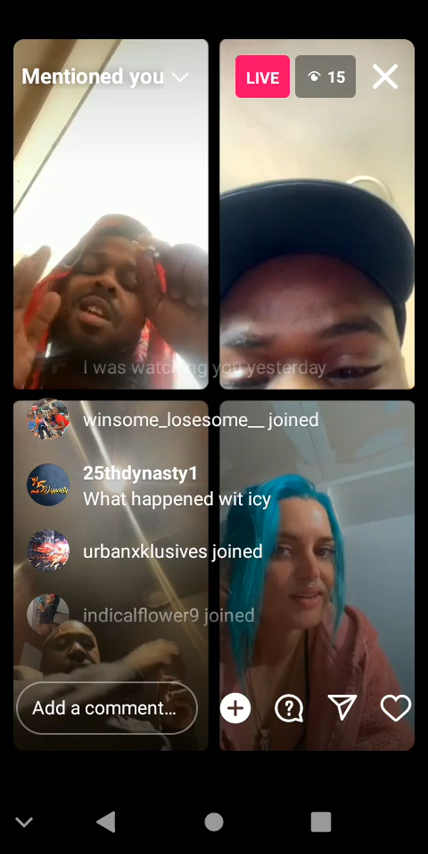 Mentioned you
LIVE
15
I was watching you yesterday
winsome_losesome__ joined
25thdynasty1
What happened wit icy
urbanxklusives joined
indicalflower9 joined
Add a comment...